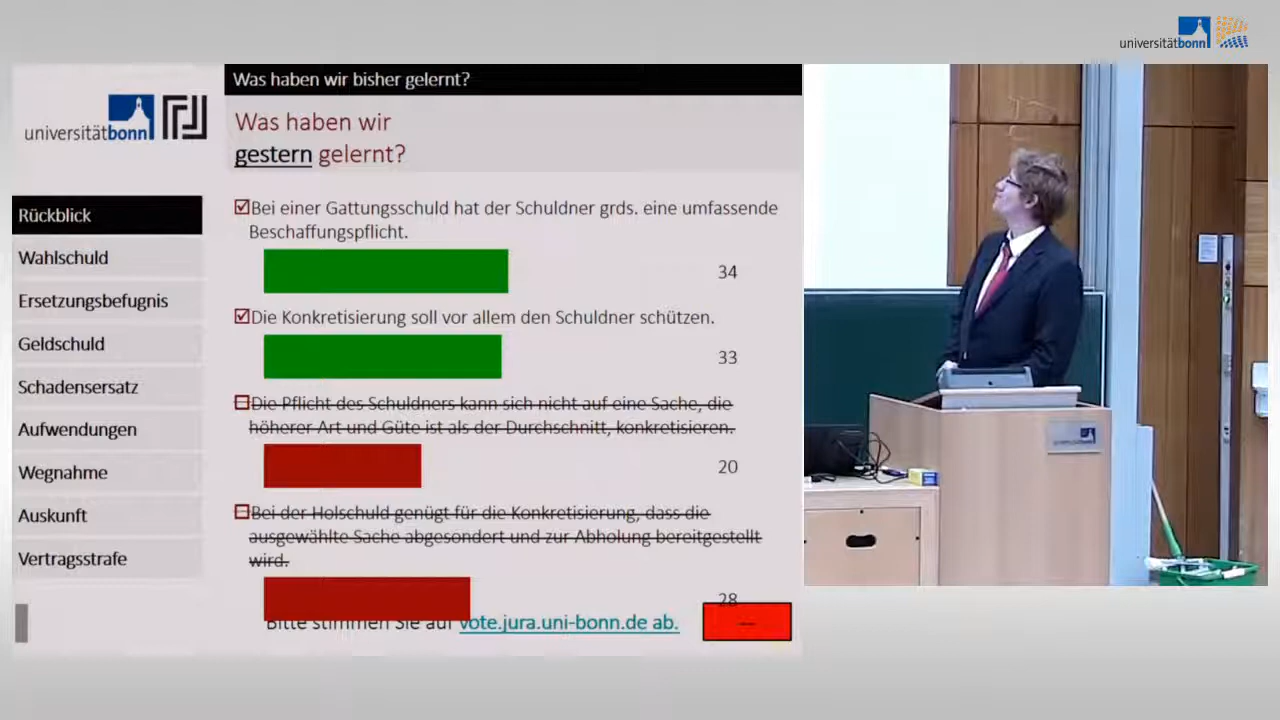 universitätbonn
Was haben wir bisher gelernt?
universitätbonn
Was haben wir
gestern gelernt?
Rückblick
Wahlschuld
Ersetzungsbefugnis
Geldschuld
Schadensersatz
Aufwendungen
Wegnahme
Auskunft
Vertragsstrafe
Bei einer Gattungsschuld hat der Schuldner grds. eine umfassende
Beschaffungspflicht.
34
Die Konkretisierung soll vor allem den Schuldner schützen.
33
Die Pflicht des Schuldners kann sich nicht auf eine Sache, die
höherer Art und Güte ist als der Durchschnitt, konkretisieren.
20
Bei der Holschuld genügt für die Konkretisierung, dass die
ausgewählte Sache abgesondert und zur Abholung bereitgestellt
wird.
28
Bitte stimmen Sie auf vote.jura.uni-bonn.de ab.
universitätbonn